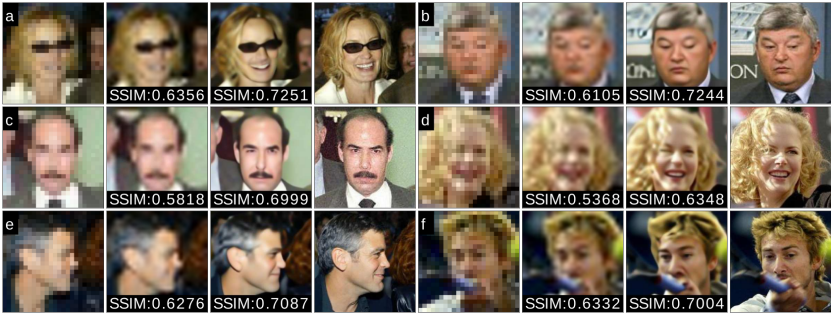 a
SSIM:0.6356
SSIM:0.7251
b
SSIM:0.6105
SSIM:0.7244
ON
c
SSIM:0.5818
SSIM:0.6999
d
SSIM:0.5368
SSIM:0.6348
e
SSIM:0.6276
SSIM:0.7087
f
SSIM:0.6332
SSIM:0.7004